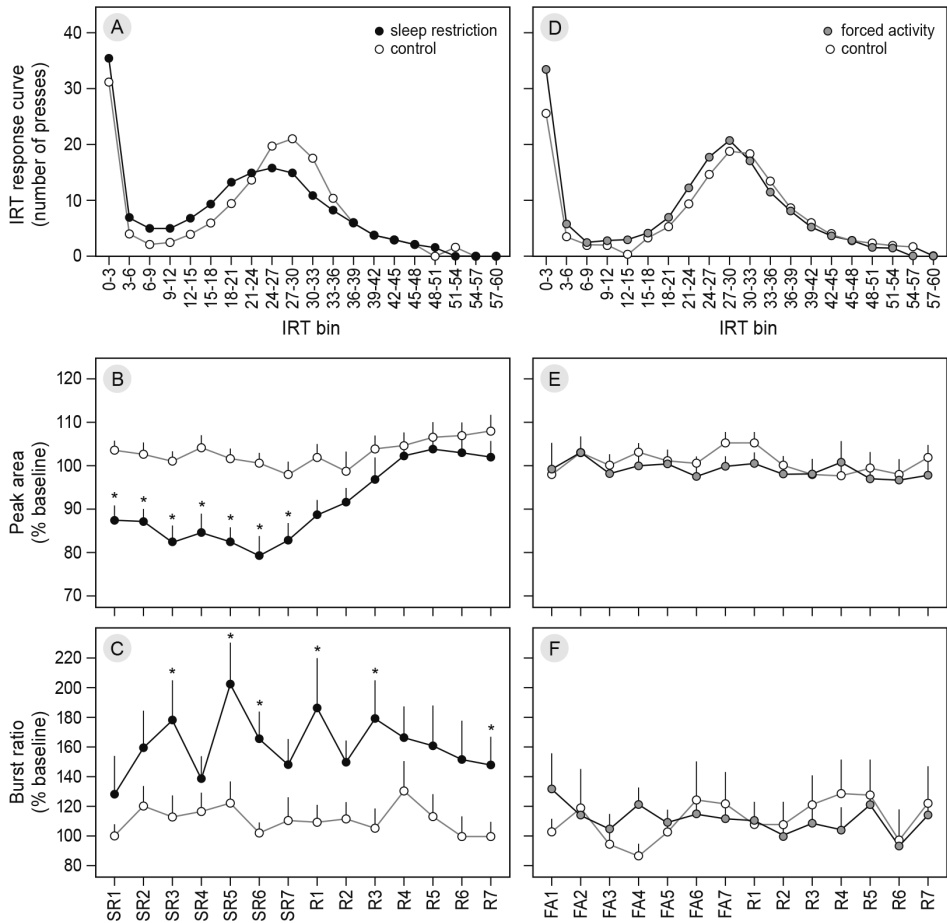 A
sleep restriction
control
40
30
20
10
0
IRT response curve
(number of presses)
0-3
3-6
6-9
9-12
12-15
15-18
18-21
21-24
24-27
27-30
30-33
33-36
36-39
39-42
42-45
45-48
48-51
51-54
54-57
57-60
IRT bin
D
forced activity
control
0-3
3-6
6-9
9-12
12-15
15-18
18-21
21-24
24-27
27-30
30-33
33-36
36-39
39-42
42-45
45-48
48-51
51-54
54-57
57-60
IRT bin
B
120
110
100
90
80
70
Peak area
(% baseline)
* * * * * * *
E
C
220
200
180
160
140
120
100
80
Burst ratio
(% baseline)
* * * * * *
SR1
SR2
SR3
SR4
SR5
SR6
SR7
R1
R2
R3
R4
R5
R6
R7
F
FA1
FA2
FA3
FA4
FA5
FA6
FA7
R1
R2
R3
R4
R5
R6
R7